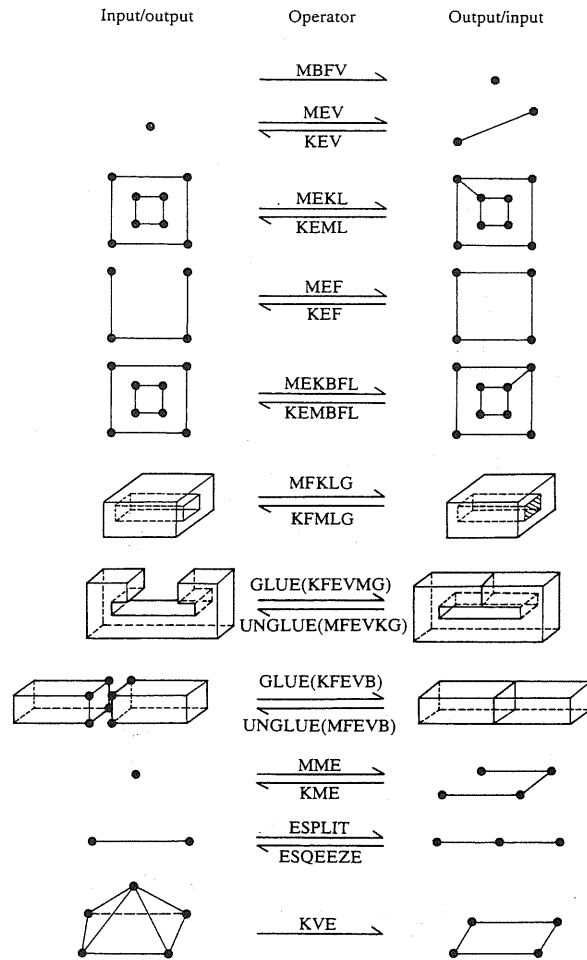 Input/output Operator Output/input
MBFV
MEV
KEV
MEKL
KEML
MEF
KEF
MEKBFL
KEMBFL
MFKLG
KFMLG
GLUE(KFEVMG)
UNGLUE(MFEVKG)
GLUE(KFEVB)
UNGLUE(MFEVB)
MME
KME
ESPLIT
ESQEEZE
KVE